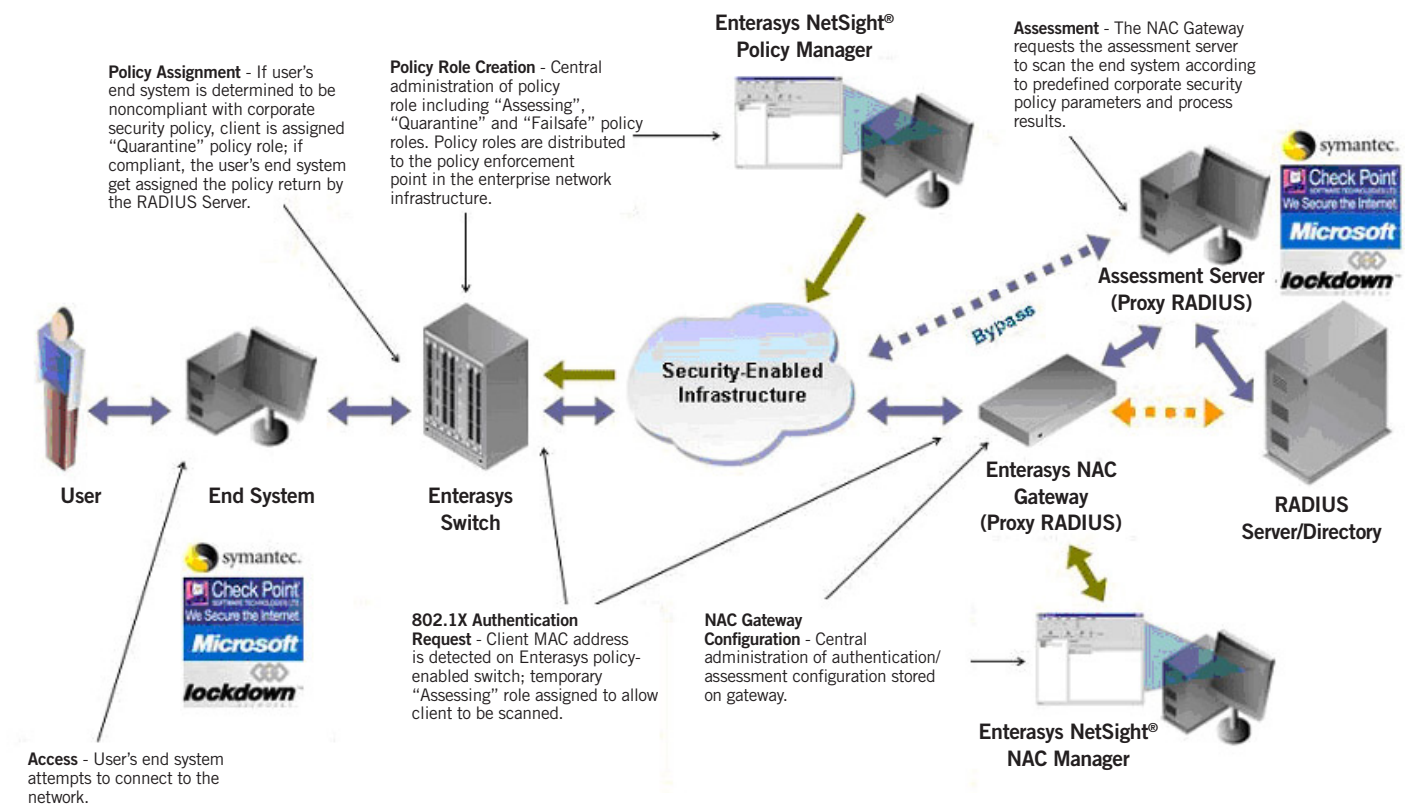 Enterasys NetSight®
Policy Manager
Policy Assignment - If user's
end system is determined to be
noncompliant with corporate
security policy, client is assigned
“Quarantine” policy role; if
compliant, the user's end system
get assigned the policy return by
the RADIUS Server.
Policy Role Creation - Central
administration of policy
role including “Assessing”,
“Quarantine” and “Failsafe” policy
roles. Policy roles are distributed
to the policy enforcement
point in the enterprise network
infrastructure.
Assessment - The NAC Gateway
requests the assessment server
to scan the end system according
to predefined corporate security
policy parameters and process
results.
symantec.
Check Point
SOFTWARE TECHNOLOGIES LTD
We Secure the Internet
Microsoft
lockdown
NETWORKS
Assessment Server
(Proxy RADIUS)
Bypass
Security-Enabled
Infrastructure
User
End System
Enterasys
Switch
Enterasys NAC
Gateway
(Proxy RADIUS)
RADIUS
Server/Directory
symantec.
Check Point
SOFTWARE TECHNOLOGIES LTD
We Secure the Internet
Microsoft
lockdown
NETWORKS
802.1X Authentication
Request - Client MAC address
is detected on Enterasys policy-
enabled switch; temporary
“Assessing” role assigned to allow
client to be scanned.
NAC Gateway
Configuration - Central
administration of authentication/
assessment configuration stored
on gateway.
Enterasys NetSight®
NAC Manager
Access - User's end system
attempts to connect to the
network.